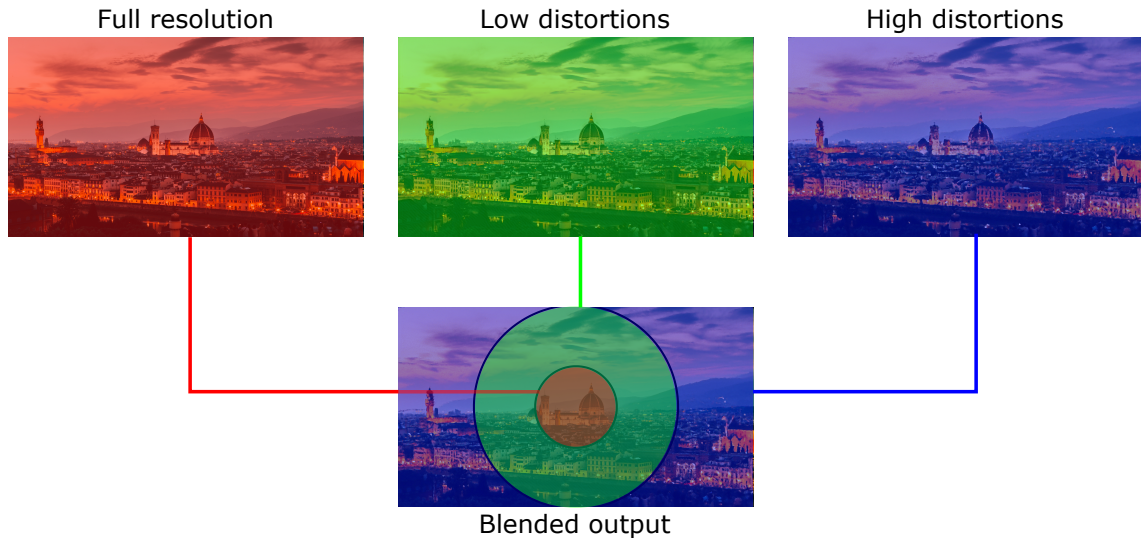 Full resolution
Low distortions
High distortions
Blended output